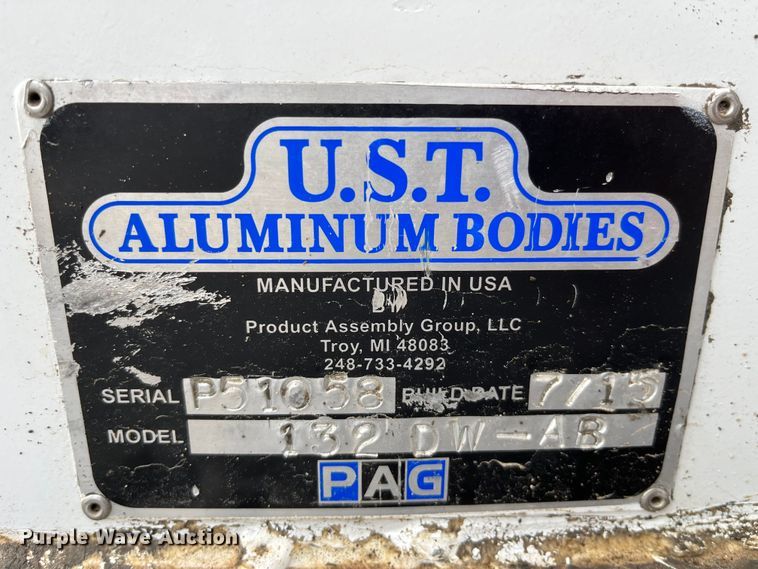 U.S.T.
ALUMINUM BODIES
MANUFACTURED IN USA
BY
Product Assembly Group, LLC
Troy, MI 48083
248-733-4292
SERIAL P51058 BUILD DATE 7/15
MODEL 132 DW-AB
PAG
Purple Wave Auction